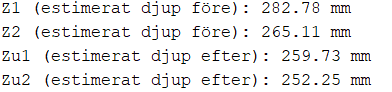 Z1 (estimerat djup före): 282.78 mm
Z2 (estimerat djup före): 265.11 mm
Zu1 (estimerat djup efter): 259.73 mm
Zu2 (estimerat djup efter): 252.25 mm